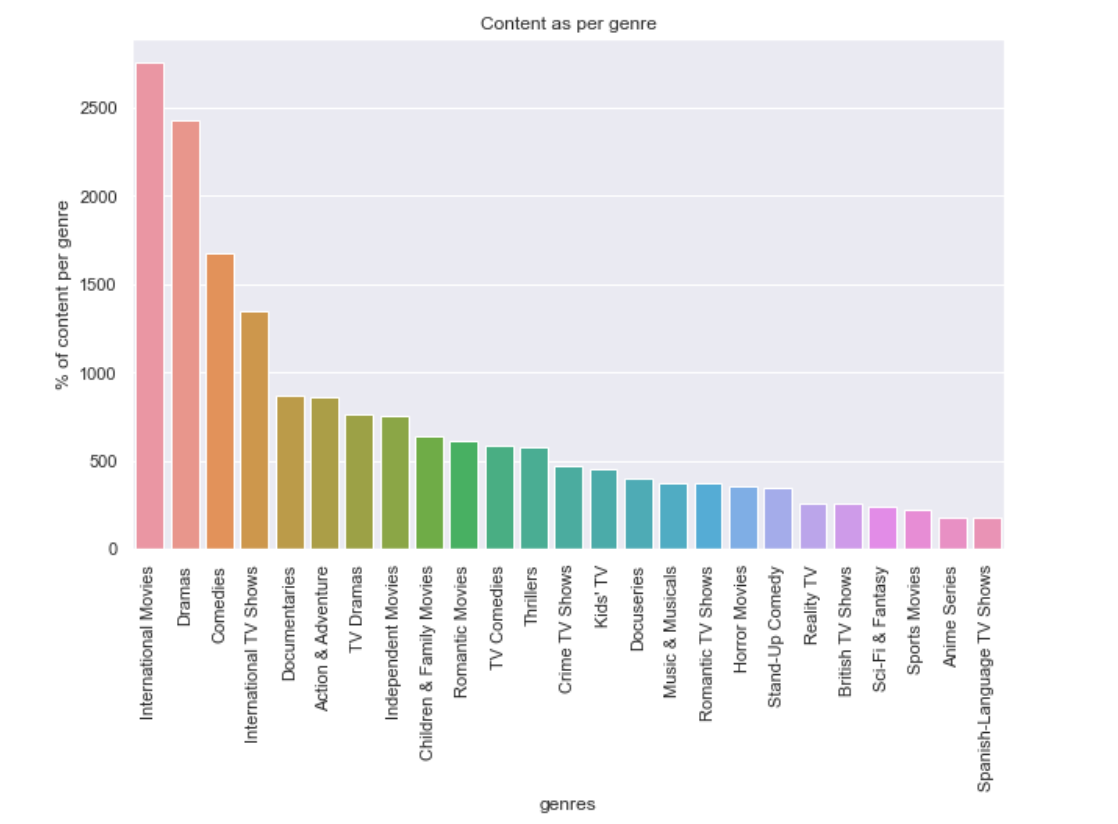 Content as per genre
% of content per genre
2500
2000
1500
1000
500
0
International Movies
Dramas
Comedies
International TV Shows
Documentaries
Action & Adventure
TV Dramas
Independent Movies
Children & Family Movies
Romantic Movies
TV Comedies
Thrillers
Crime TV Shows
Kids' TV
Docuseries
Music & Musicals
Romantic TV Shows
Horror Movies
Stand-Up Comedy
Reality TV
British TV Shows
Sci-Fi & Fantasy
Sports Movies
Anime Series
Spanish-Language TV Shows
genres